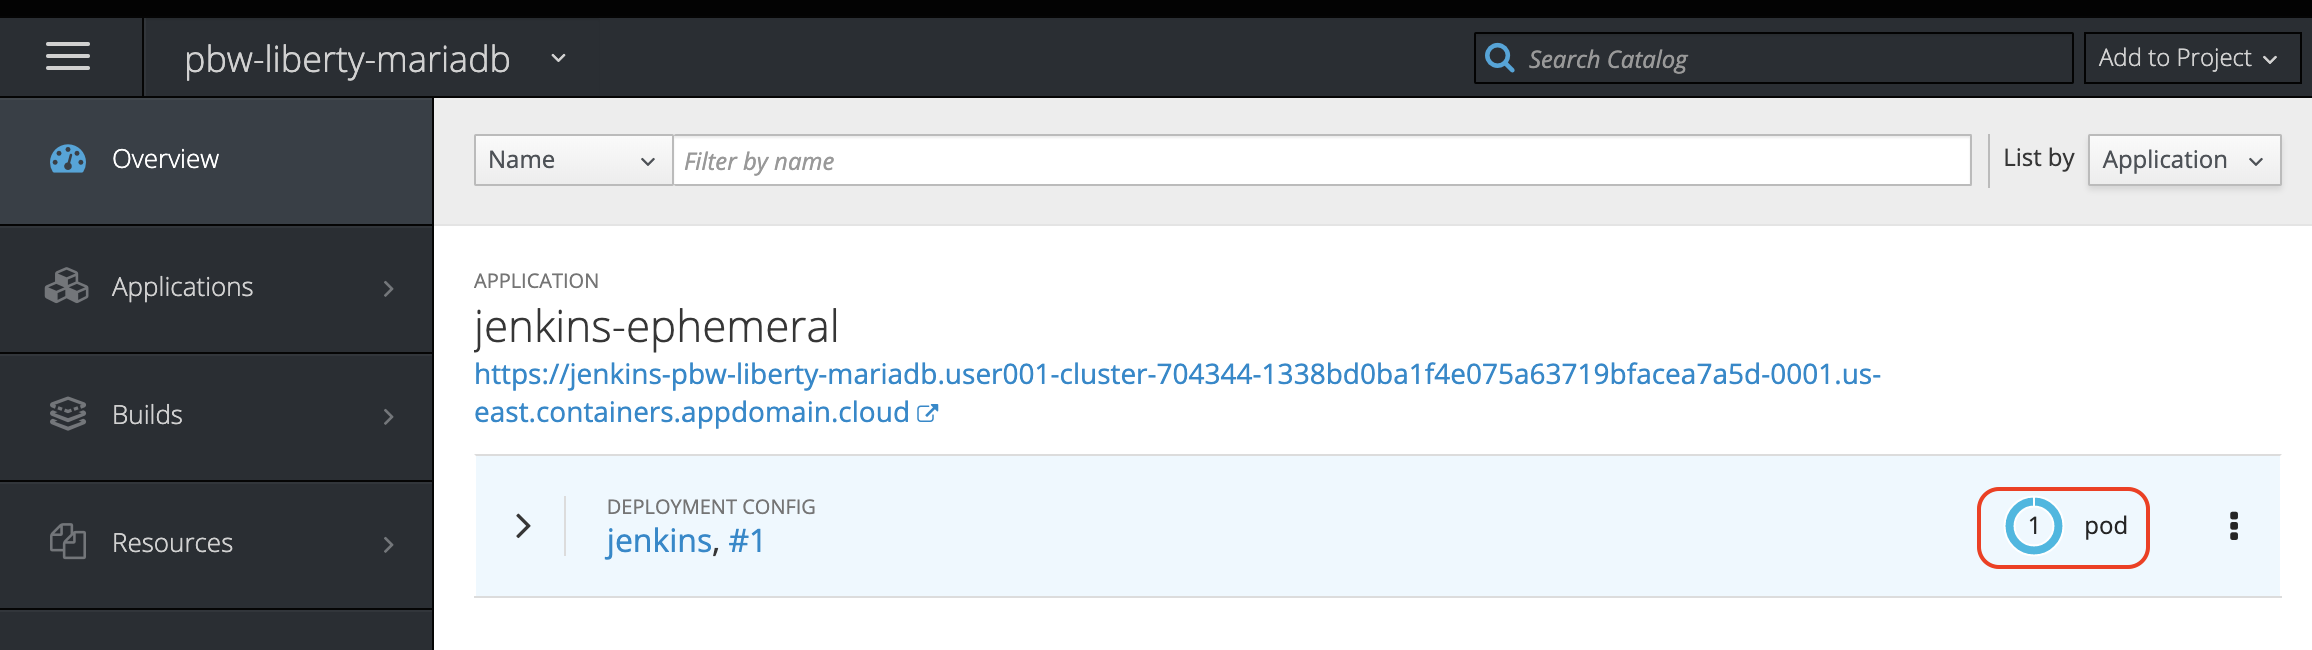 pbw-liberty-mariadb
Search Catalog
Add to Project
Overview
Applications
Builds
Resources
Name
Filter by name
List by
Application
APPLICATION
jenkins-ephemeral
https://jenkins-pbw-liberty-mariadb.user001-cluster-704344-1338bd0ba1f4e075a63719bfacea7a5d-0001.us-
east.containers.appdomain.cloud
DEPLOYMENT CONFIG
jenkins, #1
1 pod